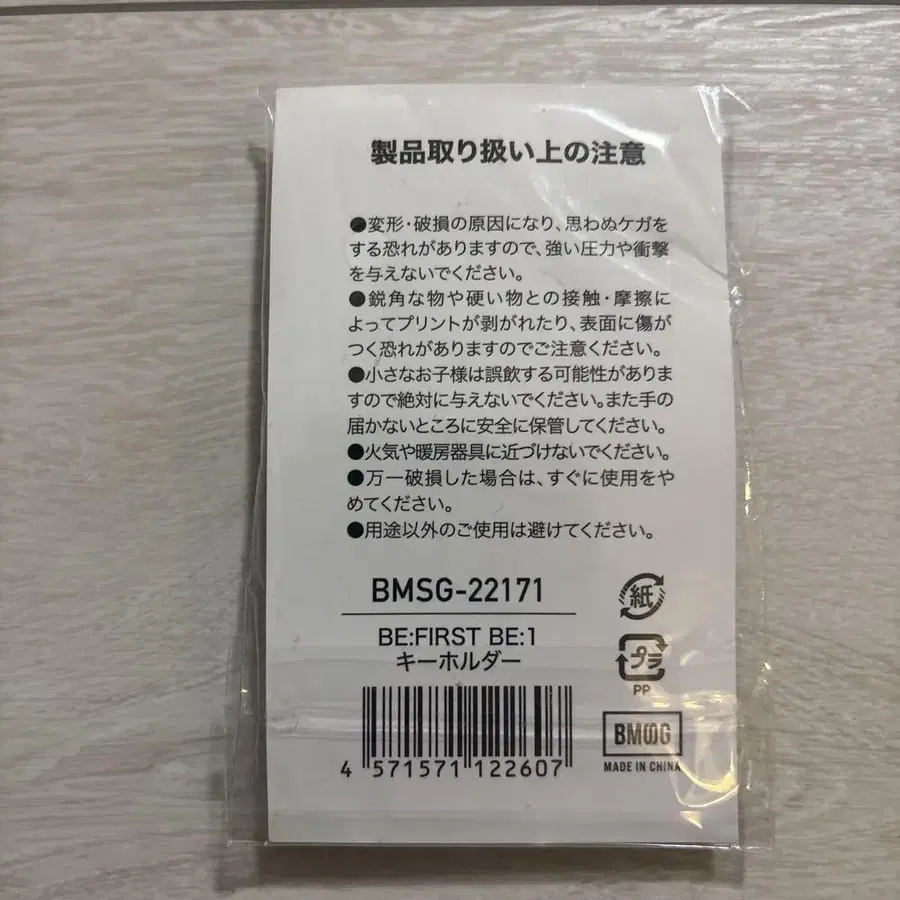 製品取り扱い上の注意
●変形・破損の原因になり、思わぬケガを
する恐れがありますので、強い圧力や衝撃
を与えないでください。
●鋭角な物や硬い物との接触・摩擦に
よってプリントが剥がれたり、表面に傷が
つく恐れがありますのでご注意ください。
●小さなお子様は誤飲する可能性がありま
すので絶対に与えないでください。また手の
届かないところに安全に保管してください。
●火気や暖房器具に近づけないでください。
●万一破損した場合は、すぐに使用をや
めてください。
●用途以外のご使用は避けてください。
BMSG-22171
BE:FIRST BE:1
キーホルダー
4 571571 122607
紙
プラ
PP
BMSG
MADE IN CHINA